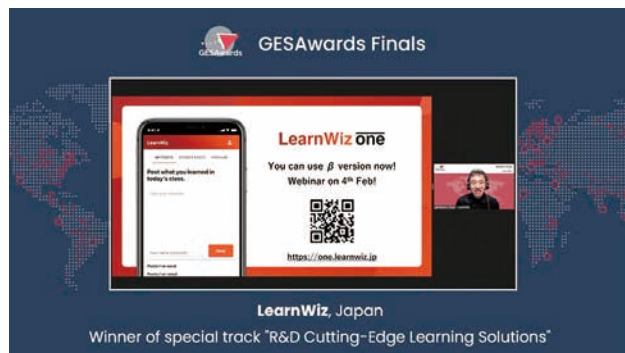 GESAwards
GESAwards Finals
LearnWiz
Post what you learned in
today's class.
LearnWiz one
You can use β version now!
Webinar on 4th Feb!
https://one.learnwiz.jp
LearnWiz, Japan
Winner of special track "R&D Cutting-Edge Learning Solutions"